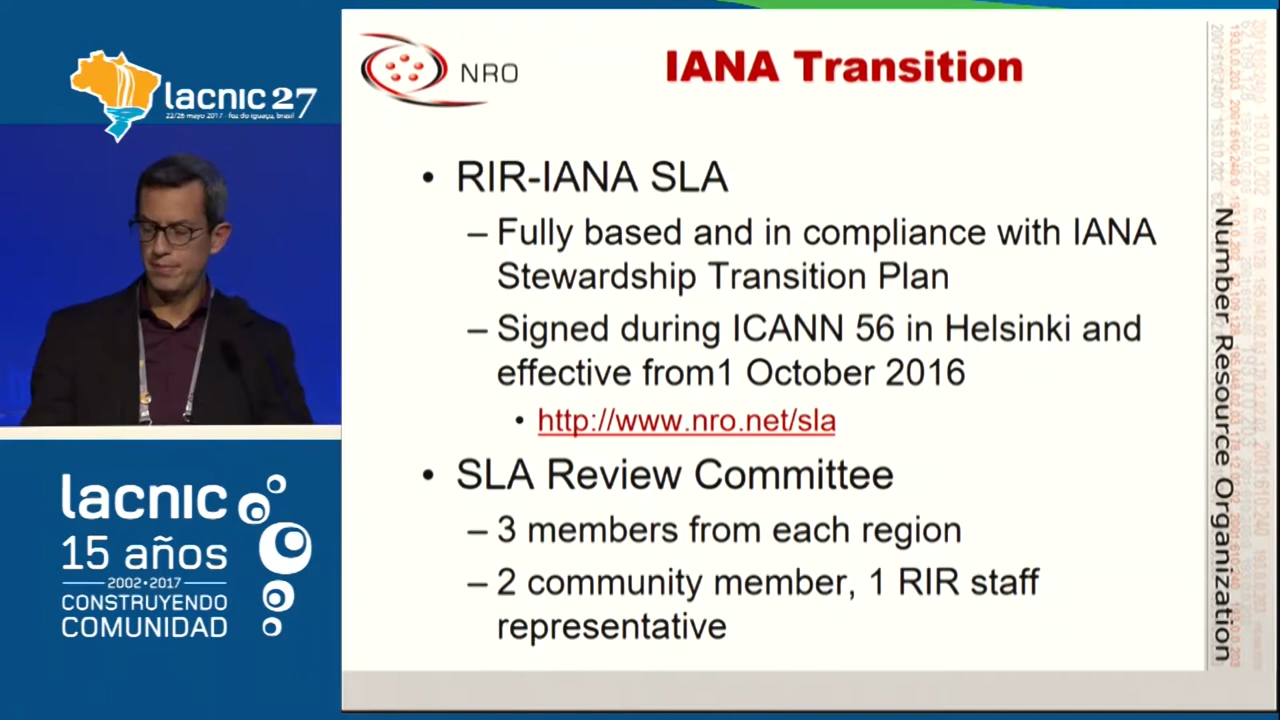 lacnic 27
22/26 mayo 2017 - foz do iguaçu, brasil
NRO
IANA Transition
• RIR-IANA SLA
– Fully based and in compliance with IANA
Stewardship Transition Plan
– Signed during ICANN 56 in Helsinki and
effective from1 October 2016
• http://www.nro.net/sla
• SLA Review Committee
– 3 members from each region
– 2 community member, 1 RIR staff
representative
Number Resource Organization
lacnic
15 años
2002•2017
CONSTRUYENDO
COMUNIDAD